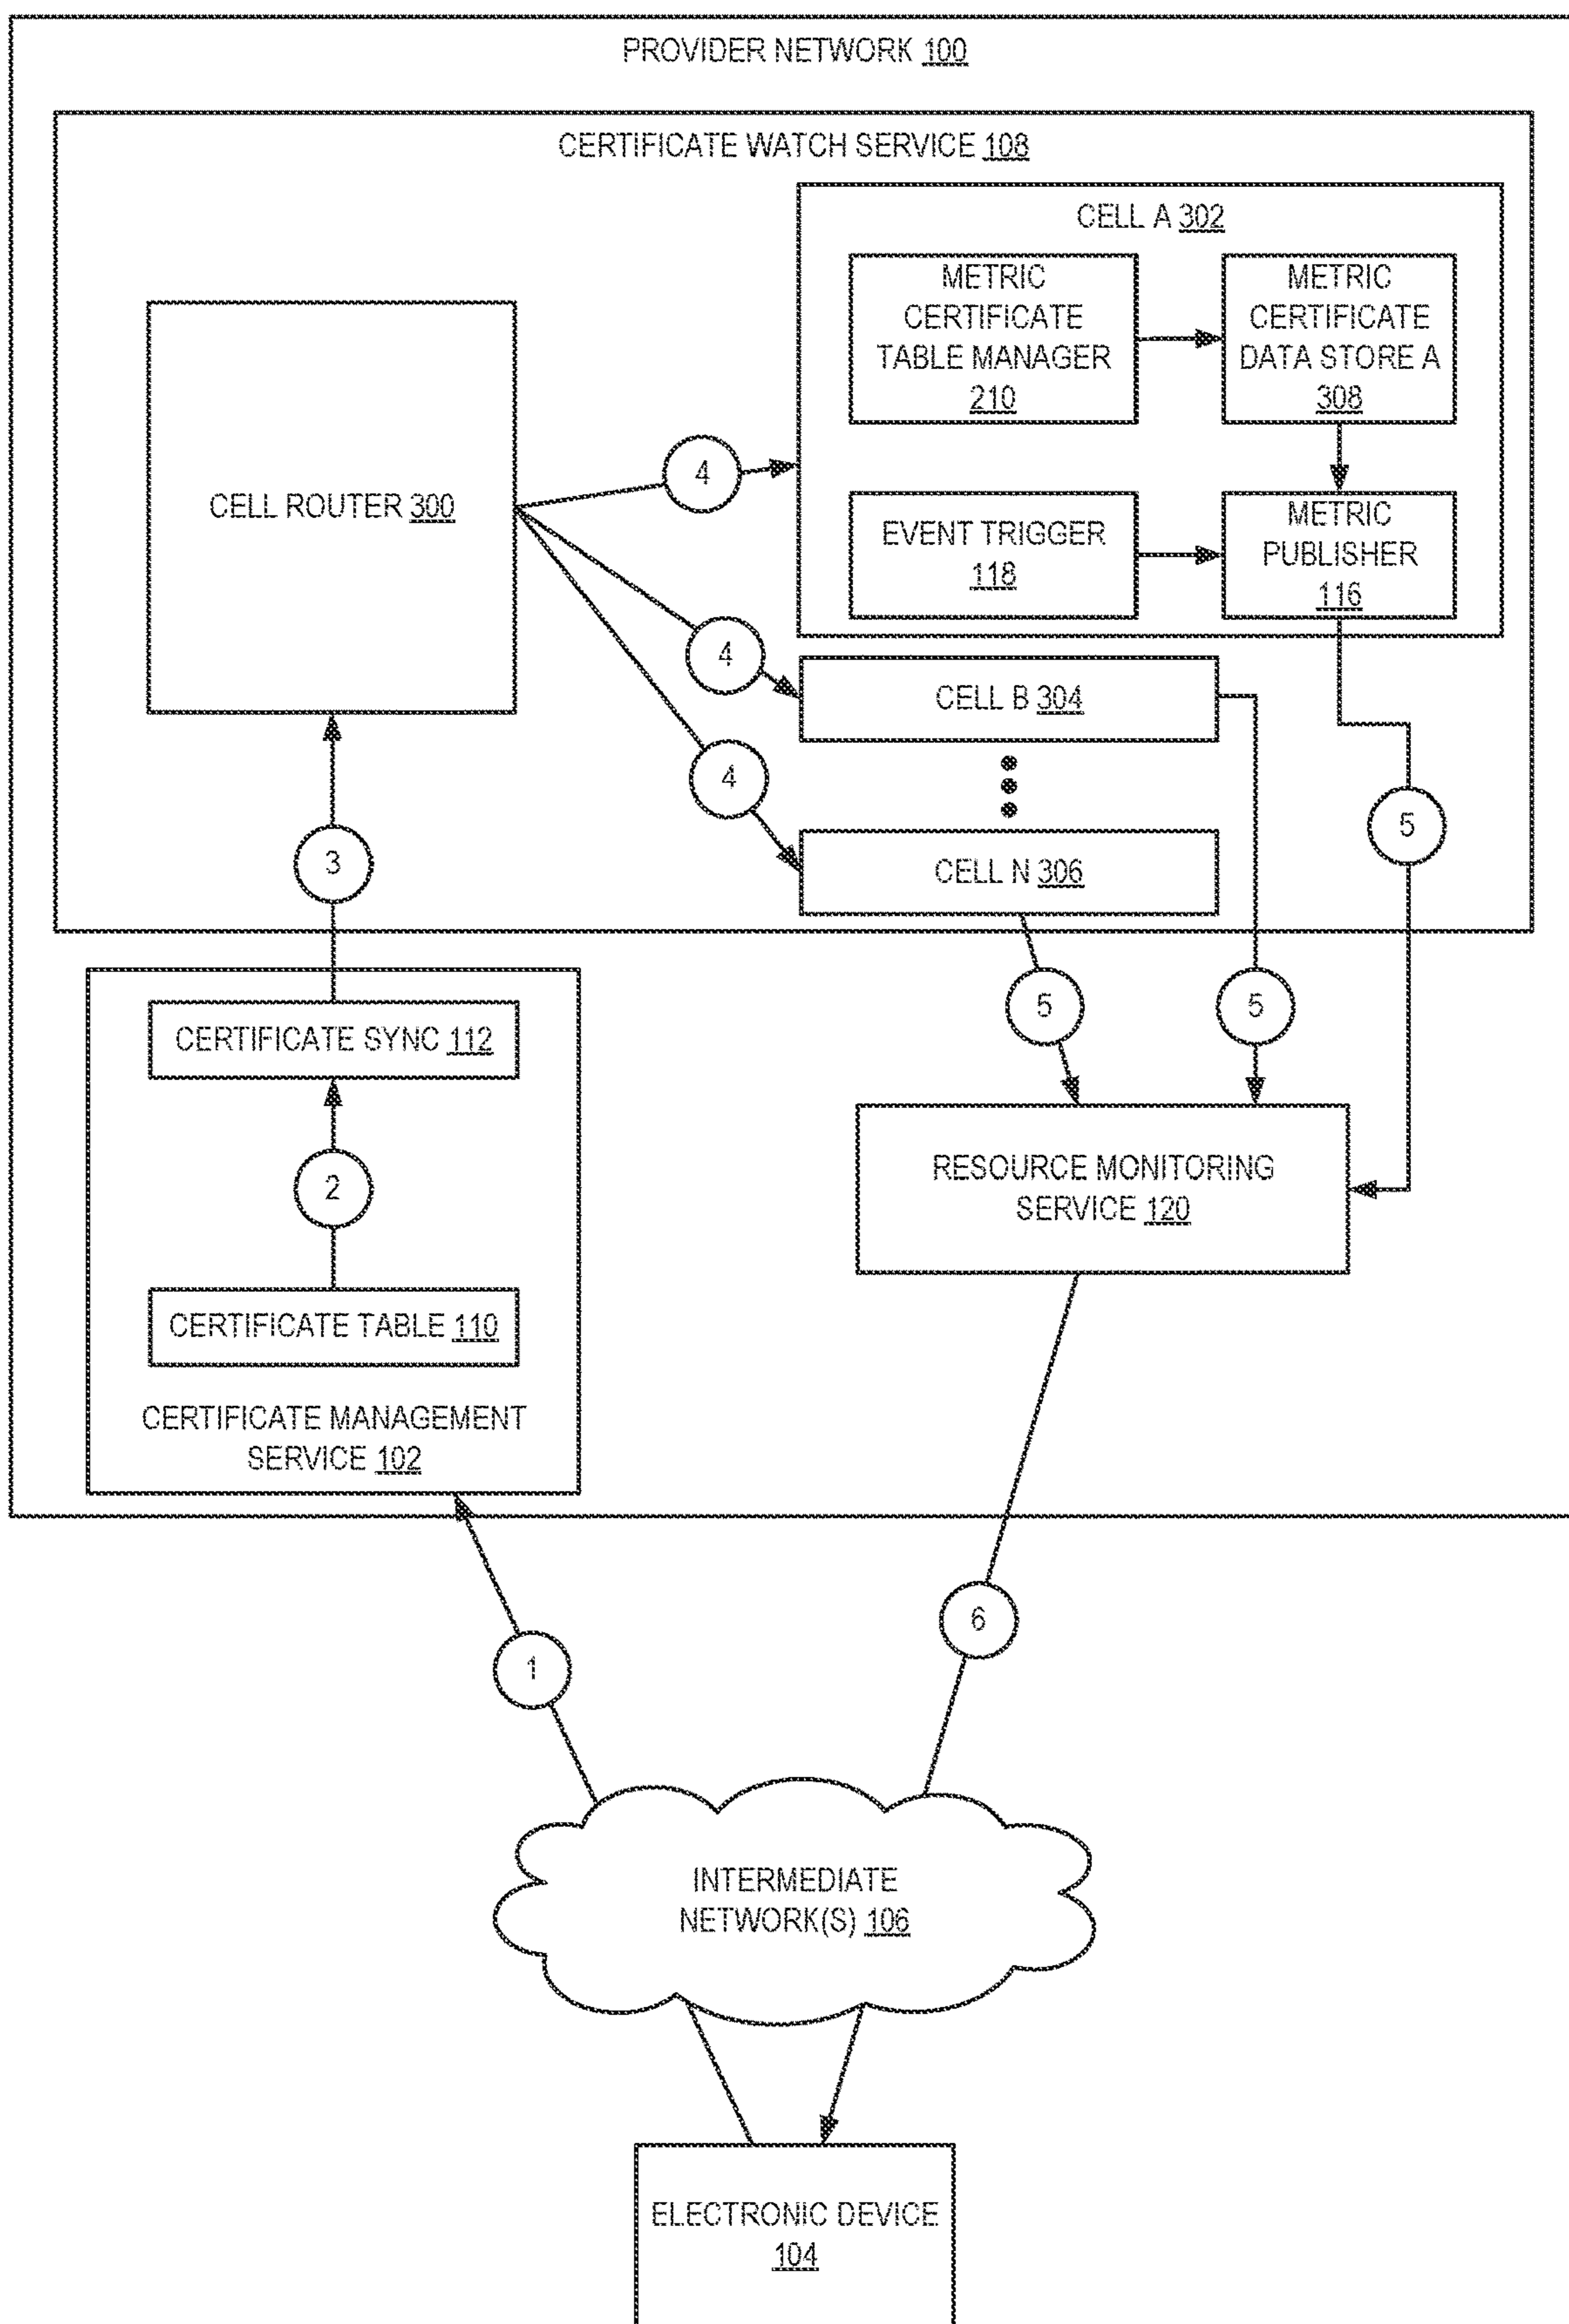 PROVIDER NETWORK 100
CERTIFICATE WATCH SERVICE 108
CELL A 302
METRIC
CERTIFICATE
TABLE MANAGER
210
METRIC
CERTIFICATE
DATA STORE A
308
CELL ROUTER 300
4
EVENT TRIGGER
118
METRIC
PUBLISHER
116
4
CELL B 304
4
5
3
CELL N 306
CERTIFICATE SYNC 112
5
5
2
RESOURCE MONITORING
SERVICE 120
CERTIFICATE TABLE 110
CERTIFICATE MANAGEMENT
SERVICE 102
1
6
INTERMEDIATE
NETWORK(S) 106
ELECTRONIC DEVICE
104